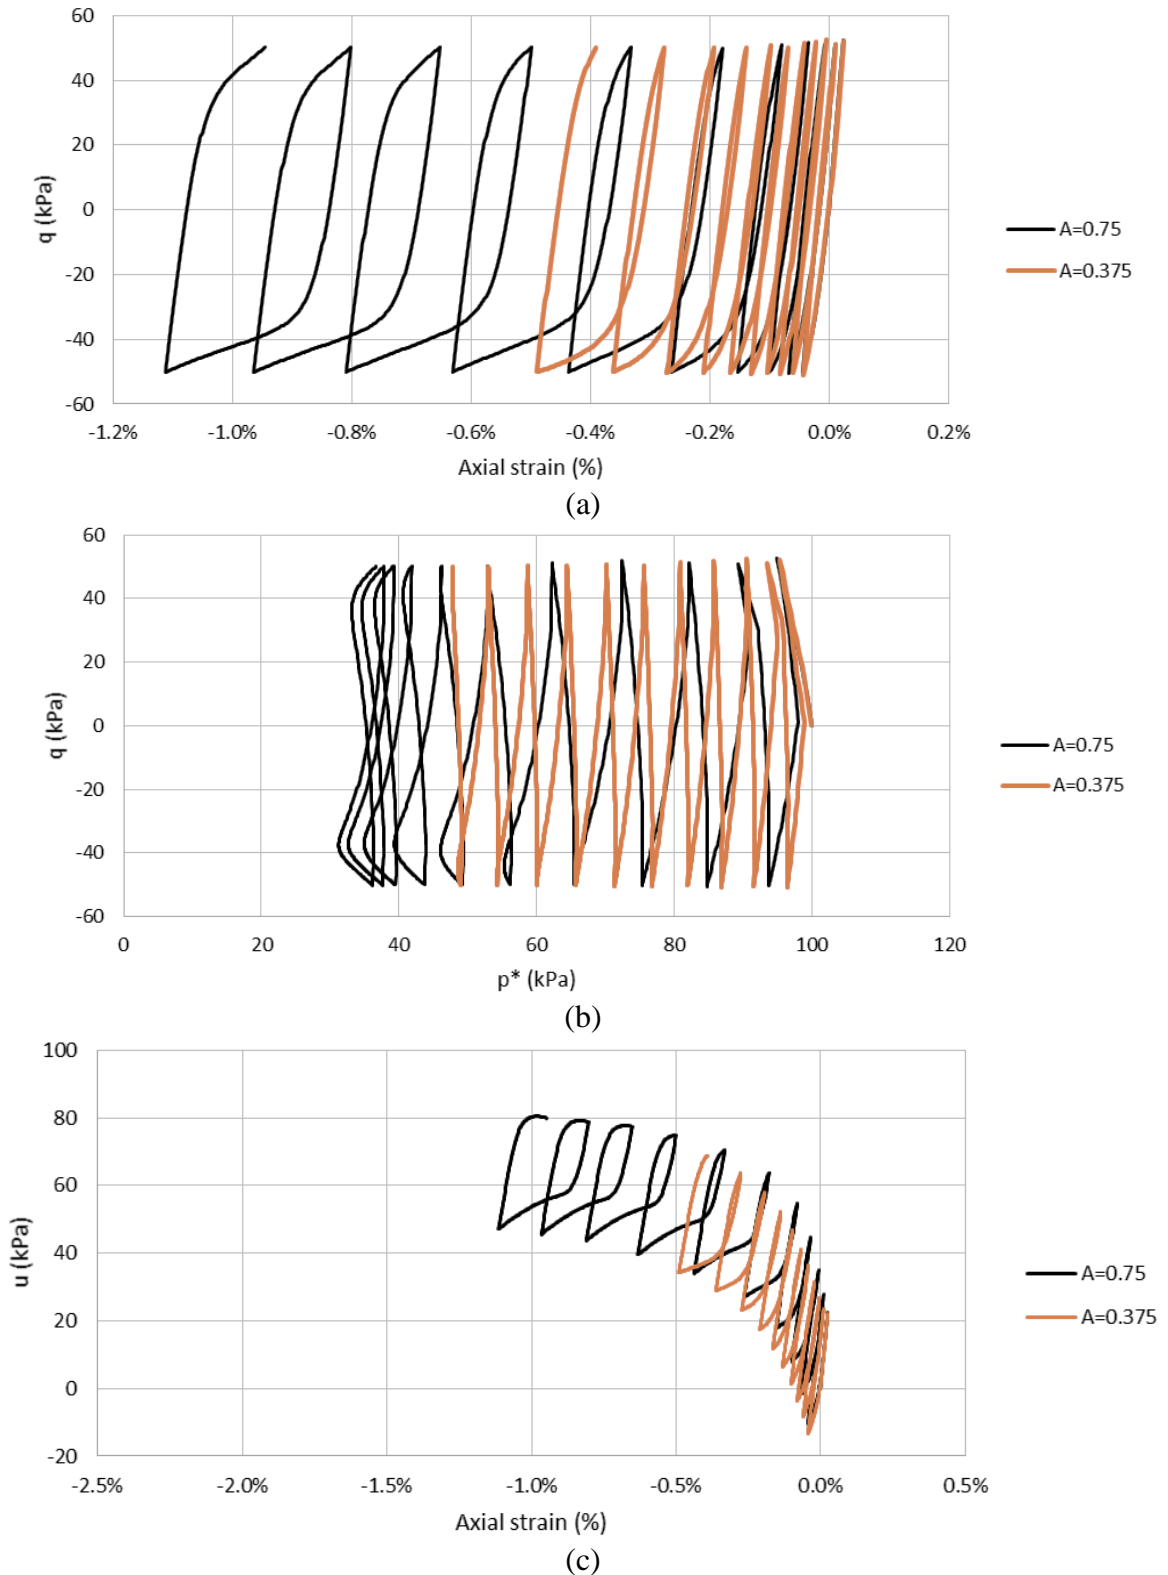 60
40
20
0
-20
-40
-60
q (kPa)
-1.2% -1.0% -0.8% -0.6% -0.4% -0.2% 0.0% 0.2%
Axial strain (%)
A=0.75
A=0.375
(a)
60
40
20
0
-20
-40
-60
q (kPa)
0 20 40 60 80 100 120
p* (kPa)
A=0.75
A=0.375
(b)
100
80
60
40
20
0
-20
u (kPa)
-2.5% -2.0% -1.5% -1.0% -0.5% 0.0% 0.5%
Axial strain (%)
A=0.75
A=0.375
(c)